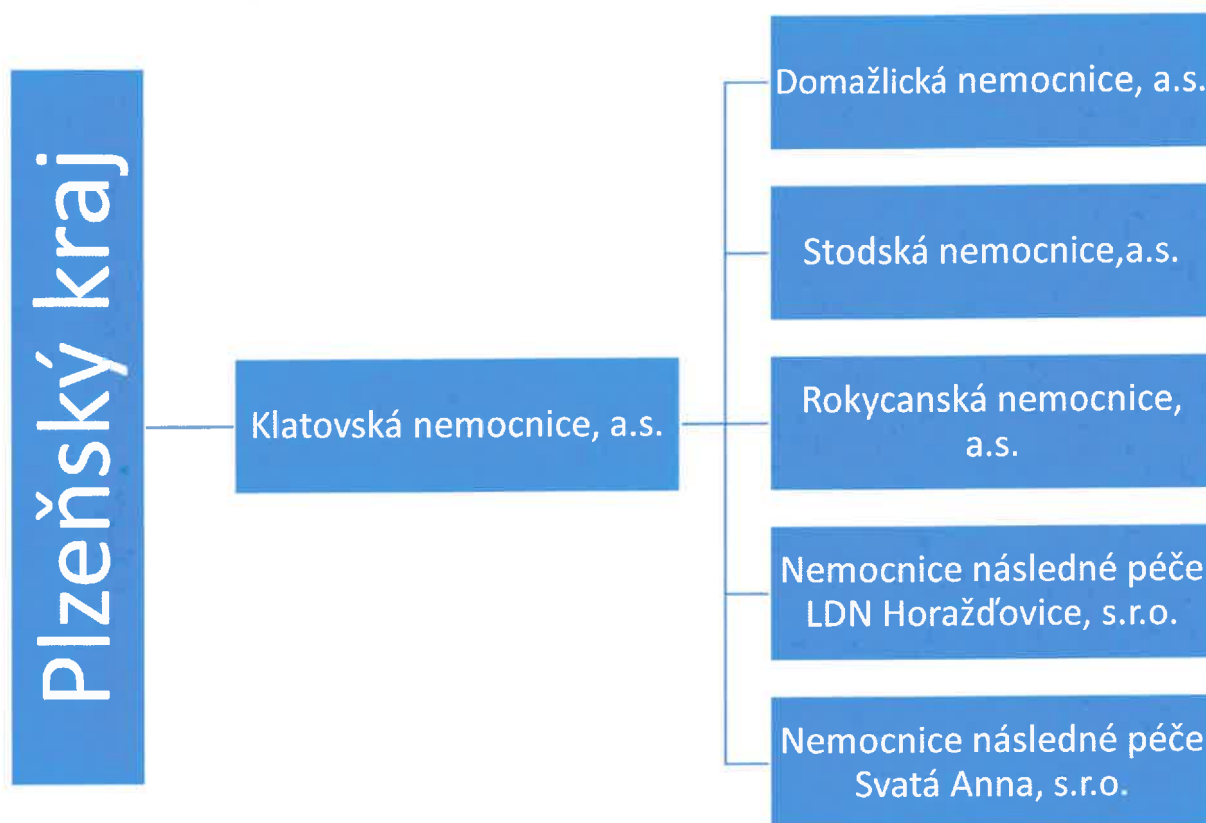 Plzeňský kraj
Klatovská nemocnice, a.s.
Domažlická nemocnice, a.s.
Stodská nemocnice,a.s.
Rokycanská nemocnice,
a.s.
Nemocnice následné péče
LDN Horažďovice, s.r.o.
Nemocnice následné péče
Svatá Anna, s.r.o.